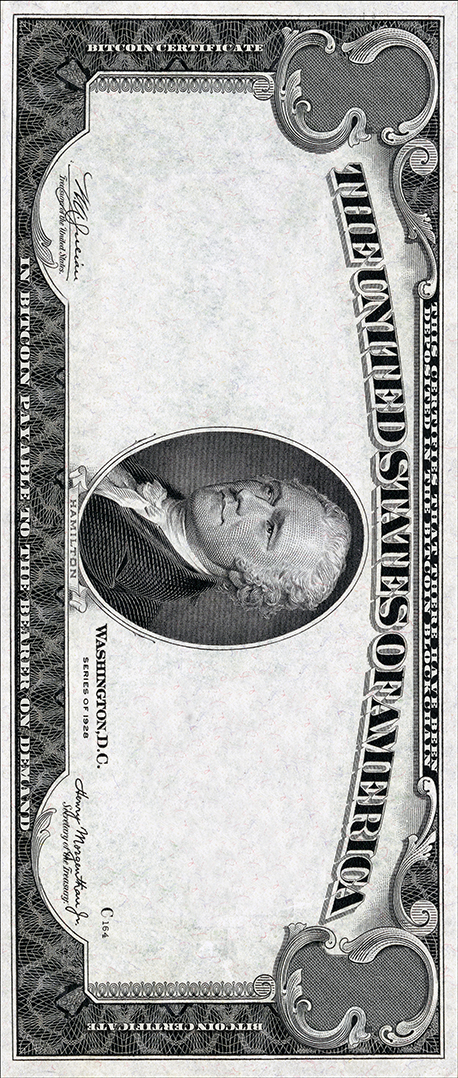 THIS CERTIFIES THAT THERE HAVE BEEN
DEPOSITED IN THE BITCOIN BLOCKCHAIN
THE UNITED STATES OF AMERICA
BITCOIN CERTIFICATE
BITCOIN CERTIFICATE
C 164
WASHINGTON, D.C.
SERIES OF 1928
W A Julian
Treasurer of the United States.
HAMILTON
Henry Morgenthau Jr.
Secretary of the Treasury.
IN BITCON PAYABLE TO THE BEARER ON DEMAND